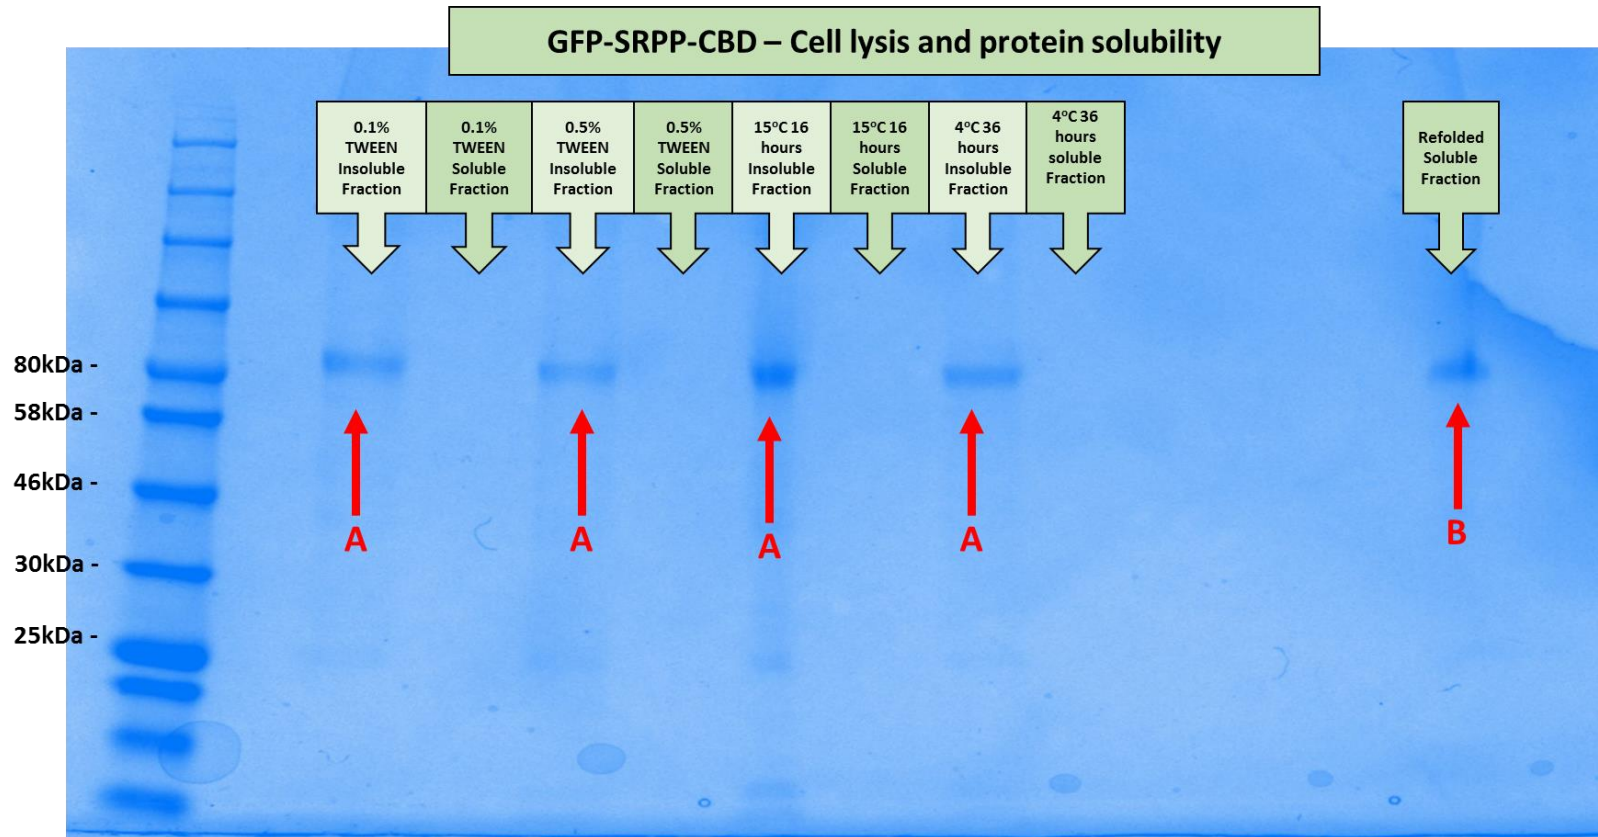 GFP-SRPP-CBD – Cell lysis and protein solubility
0.1%
TWEEN
Insoluble
Fraction
0.1%
TWEEN
Soluble
Fraction
0.5%
TWEEN
Insoluble
Fraction
0.5%
TWEEN
Soluble
Fraction
15°C 16
hours
Insoluble
Fraction
15°C 16
hours
Soluble
Fraction
4°C 36
hours
Insoluble
Fraction
4°C 36
hours
soluble
Fraction
Refolded
Soluble
Fraction
80kDa -
58kDa -
46kDa -
30kDa -
25kDa -
A
A
A
A
B